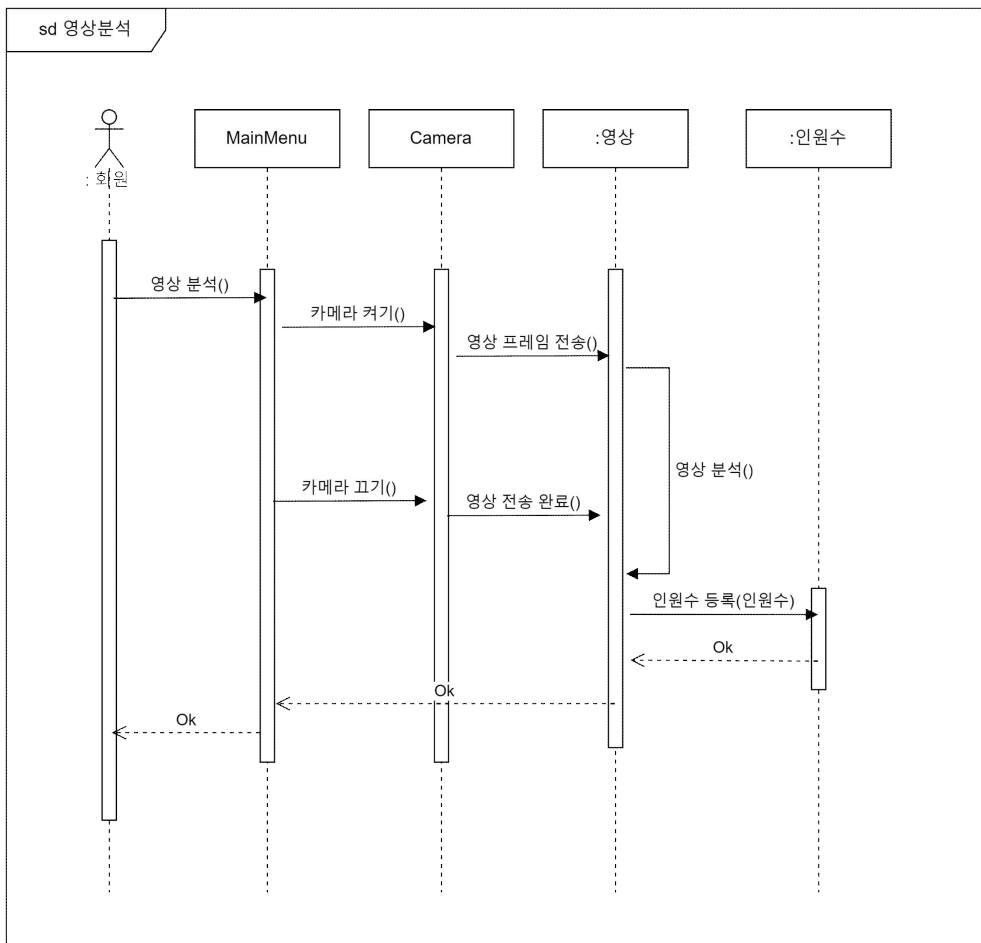 sd 영상분석
: 회원
MainMenu
Camera
:영상
:인원수
영상 분석()
카메라 켜기()
영상 프레임 전송()
영상 분석()
카메라 끄기()
영상 전송 완료()
인원수 등록(인원수)
Ok
Ok
Ok